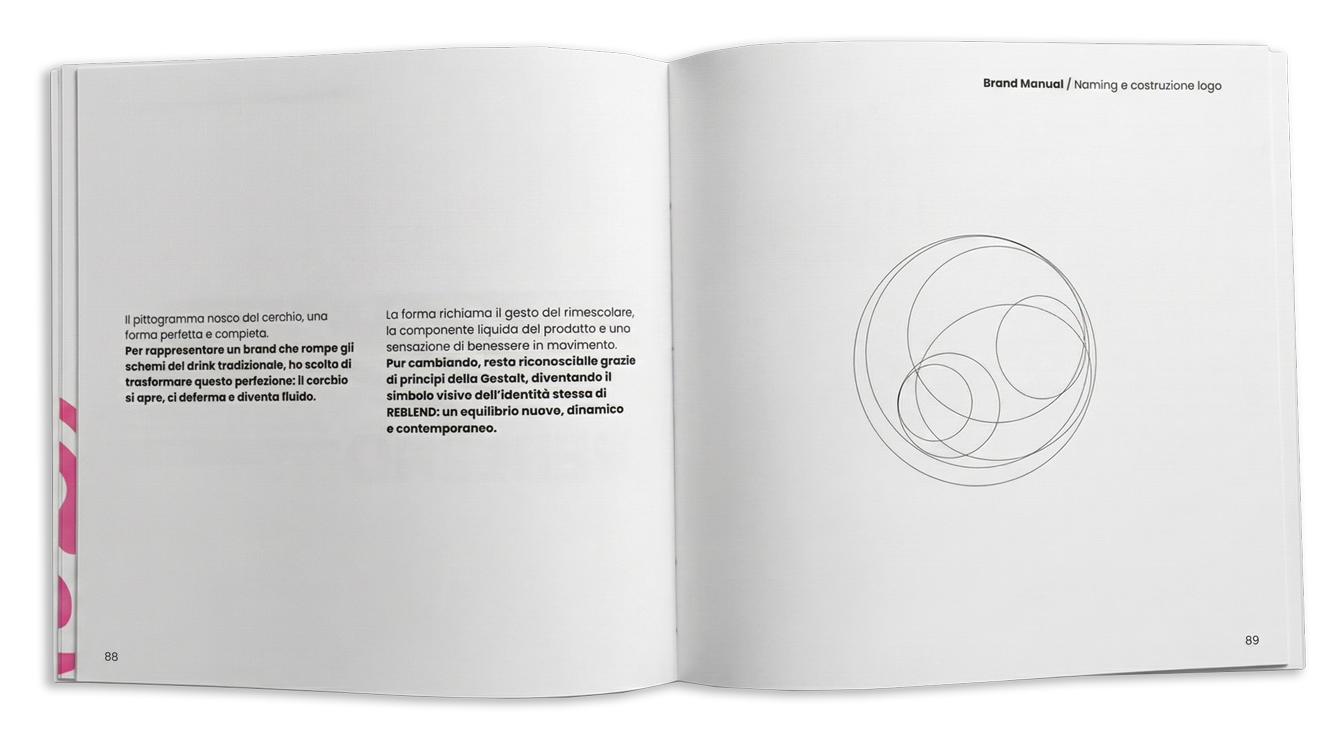 Il pittogramma nosco del cerchio, una
forma perfetta e compieta.
Per rappresentare un brand che rompe gli
schemi del drink tradizionale, ho scolto di
trasformare questo perfezione: Il corchio
si apre, ci deferma e diventa fluido.
La forma richiama il gesto del rimescolare,
la componente liquida del prodatto e uno
sensazione di benessere in movimento.
Pur cambiando, resta riconosciblle grazie
di principi della Gestalt, diventando il
simbolo visivo dell'identità stessa di
REBLEND: un equilibrio nuovo, dinamico
e contemporaneo.
88
Brand Manual / Naming e costruzione logo
89